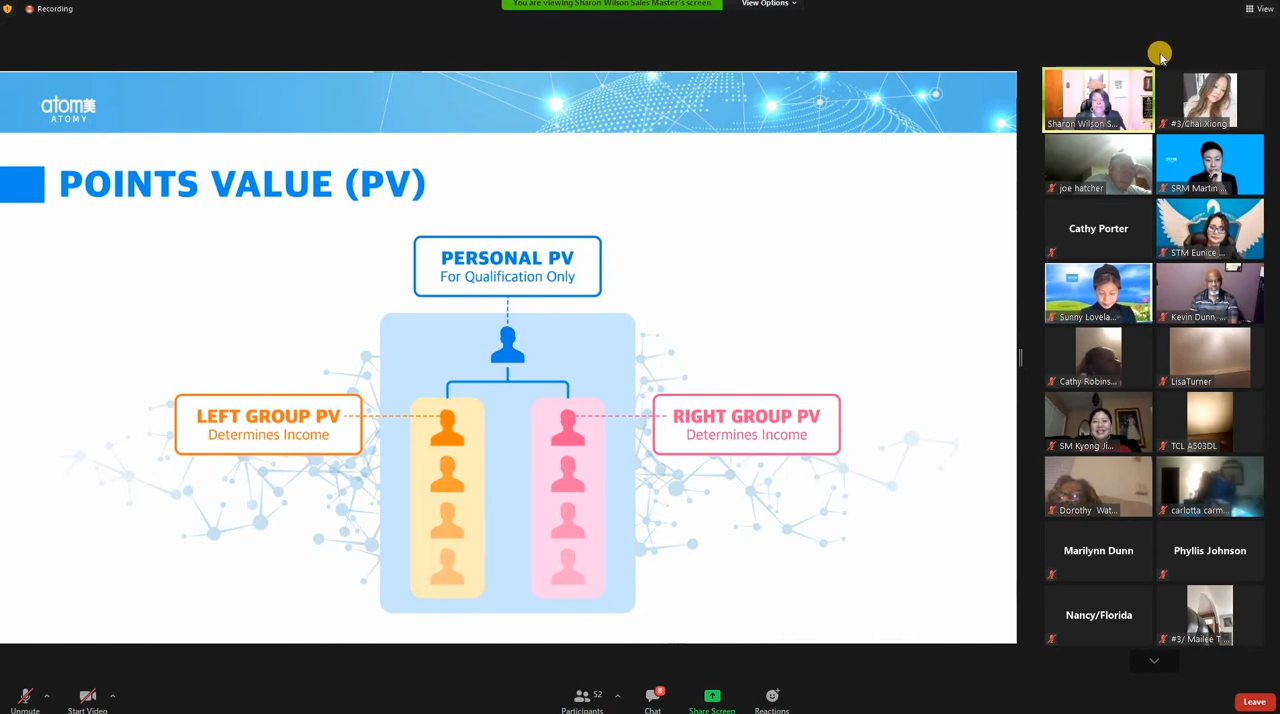 Recording
You are viewing Sharon Wilson Sales Master's screen
View Options
View
atom美
ATOMY
POINTS VALUE (PV)
PERSONAL PV
For Qualification Only
LEFT GROUP PV
Determines Income
RIGHT GROUP PV
Determines Income
Sharon Wilson S...
#3/Chai Xiong
joe hatcher
SRM Martin ...
Cathy Porter
STM Eunice ...
Sunny Lovela...
Kevin Dunn, ...
Cathy Robins...
LisaTurner
SM Kyong Ji...
TCL A503DL
Dorothy Wat...
carlotta carm...
Marilynn Dunn
Phyllis Johnson
Nancy/Florida
#3/ Mailee T ...
Unmute
Start Video
52
Participants
8
Chat
Share Screen
Reactions
Leave